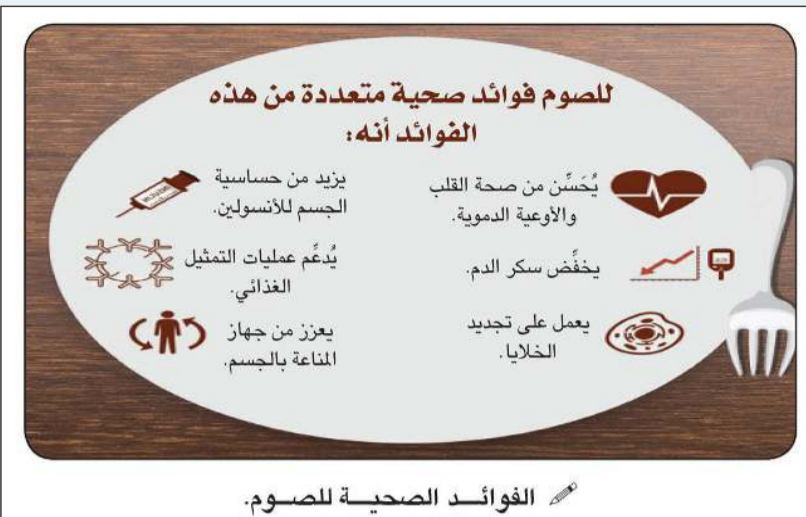 للصوم فوائد صحية متعددة من هذه
الفوائد أنه:
يُحَسِّن من صحة القلب
والأوعية الدموية.
يزيد من حساسية
الجسم للأنسولين.
يخفِّض سكر الدم.
يُدعِّم عمليات التمثيل
الغذائي.
يعمل على تجديد
الخلايا.
يعزز من جهاز
المناعة بالجسم.
الفوائــد الصحيــة للصــوم.